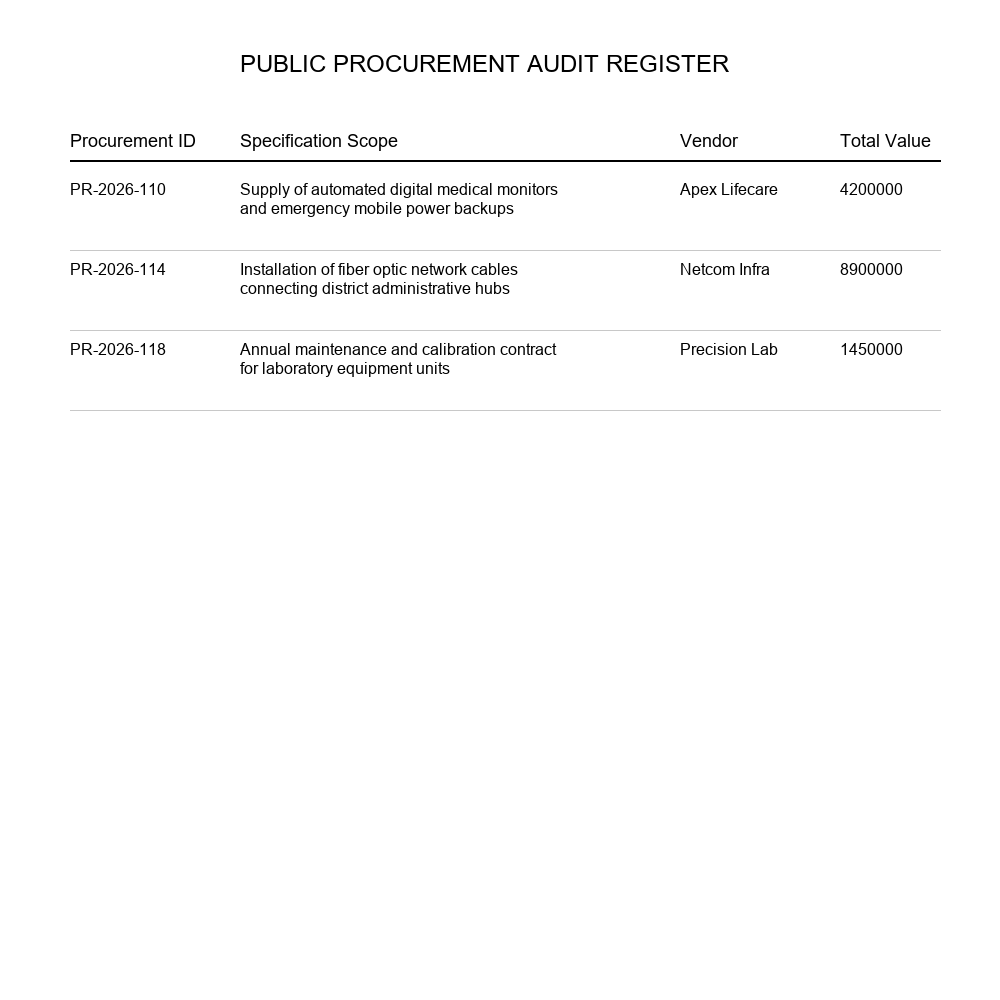 PUBLIC PROCUREMENT AUDIT REGISTER
Procurement ID Specification Scope Vendor Total Value
PR-2026-110 Supply of automated digital medical monitors Apex Lifecare 4200000
and emergency mobile power backups
PR-2026-114 Installation of fiber optic network cables Netcom Infra 8900000
connecting district administrative hubs
PR-2026-118 Annual maintenance and calibration contract Precision Lab 1450000
for laboratory equipment units